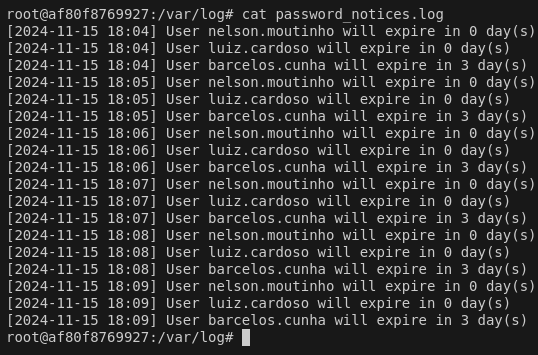 root@af80f8769927:/var/log# cat password_notices.log
[2024-11-15 18:04] User nelson.moutinho will expire in 0 day(s)
[2024-11-15 18:04] User luiz.cardoso will expire in 0 day(s)
[2024-11-15 18:04] User barcelos.cunha will expire in 3 day(s)
[2024-11-15 18:05] User nelson.moutinho will expire in 0 day(s)
[2024-11-15 18:05] User luiz.cardoso will expire in 0 day(s)
[2024-11-15 18:05] User barcelos.cunha will expire in 3 day(s)
[2024-11-15 18:06] User nelson.moutinho will expire in 0 day(s)
[2024-11-15 18:06] User luiz.cardoso will expire in 0 day(s)
[2024-11-15 18:06] User barcelos.cunha will expire in 3 day(s)
[2024-11-15 18:07] User nelson.moutinho will expire in 0 day(s)
[2024-11-15 18:07] User luiz.cardoso will expire in 0 day(s)
[2024-11-15 18:07] User barcelos.cunha will expire in 3 day(s)
[2024-11-15 18:08] User nelson.moutinho will expire in 0 day(s)
[2024-11-15 18:08] User luiz.cardoso will expire in 0 day(s)
[2024-11-15 18:08] User barcelos.cunha will expire in 3 day(s)
[2024-11-15 18:09] User nelson.moutinho will expire in 0 day(s)
[2024-11-15 18:09] User luiz.cardoso will expire in 0 day(s)
[2024-11-15 18:09] User barcelos.cunha will expire in 3 day(s)
root@af80f8769927:/var/log#